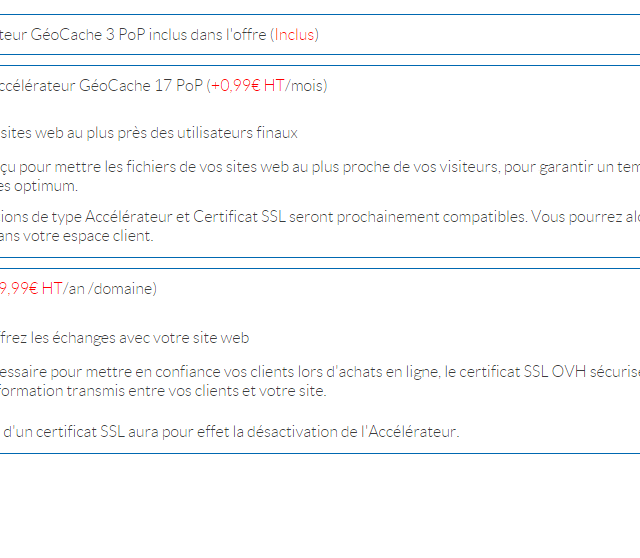 teur GéoCache 3 PoP inclus dans l'offre (Inclus)
ccélérateur GéoCache 17 PoP (+0,99€ HT/mois)
sites web au plus près des utilisateurs finaux
çu pour mettre les fichiers de vos sites web au plus proche de vos visiteurs, pour garantir un tem
es optimum.
ions de type Accélérateur et Certificat SSL seront prochainement compatibles. Vous pourrez alo
ans votre espace client.
9,99€ HT/an /domaine)
ffrez les échanges avec votre site web
essaire pour mettre en confiance vos clients lors d'achats en ligne, le certificat SSL OVH sécurise
formation transmis entre vos clients et votre site.
d'un certificat SSL aura pour effet la désactivation de l'Accélérateur.